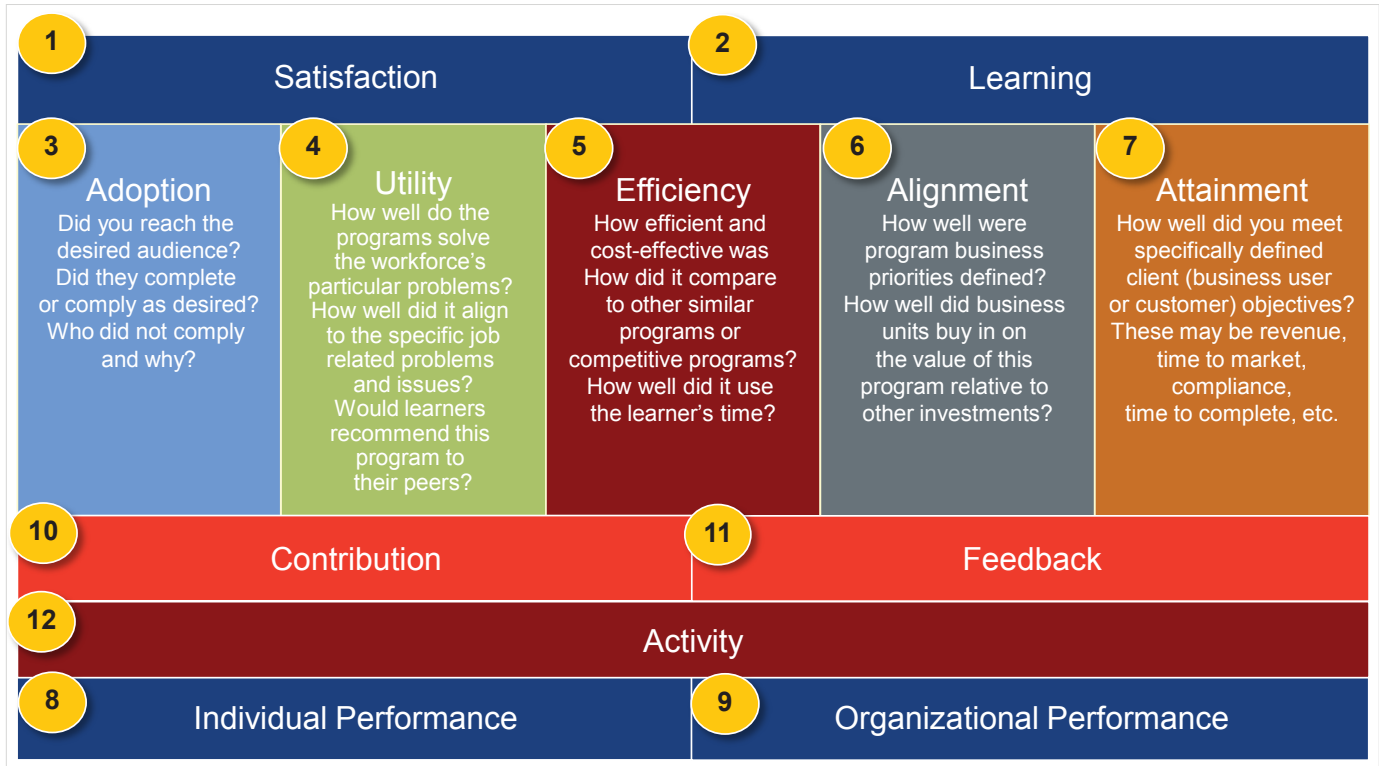 1
Satisfaction
2
Learning
3
Adoption
Did you reach the
desired audience?
Did they complete
or comply as desired?
Who did not comply
and why?
4
Utility
How well do the
programs solve
the workforce's
particular problems?
How well did it align
to the specific job
related problems
and issues?
Would learners
recommend this
program to
their peers?
5
Efficiency
How efficient and
cost-effective was
How did it compare
to other similar
programs or
competitive programs?
How well did it use
the learner's time?
6
Alignment
How well were
program business
priorities defined?
How well did business
units buy in on
the value of this
program relative to
other investments?
7
Attainment
How well did you meet
specifically defined
client (business user
or customer) objectives?
These may be revenue,
time to market,
compliance,
time to complete, etc.
10
Contribution
11
Feedback
12
Activity
8
Individual Performance
9
Organizational Performance